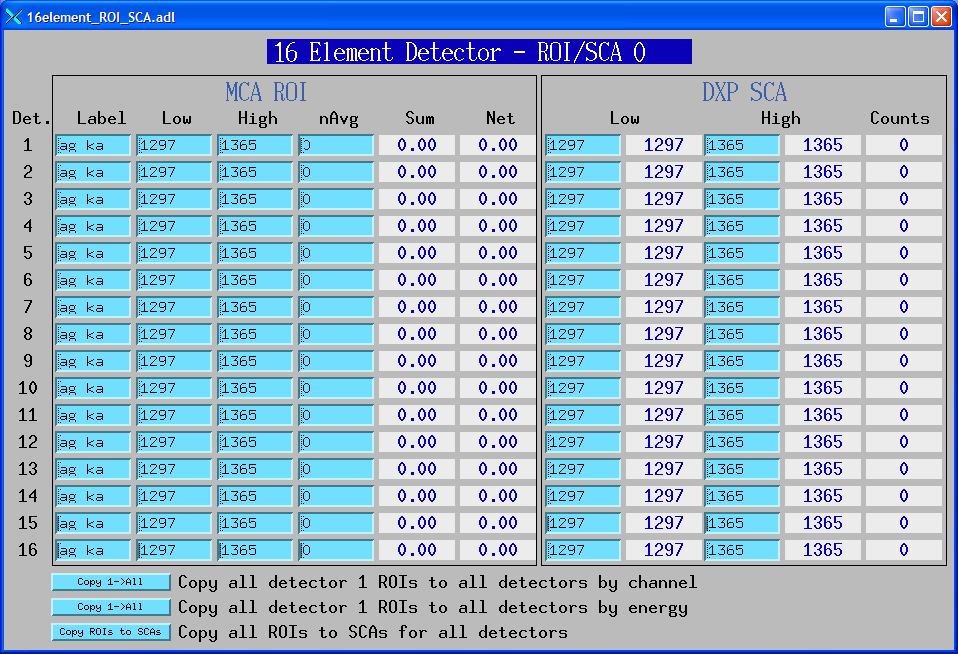 16element_ROI_SCA.adl
16 Element Detector - ROI/SCA 0
MCA ROI DXP SCA
Det. Label Low High nAvg Sum Net Low High Counts
1 ag ka 1297 1365 0 0.00 0.00 1297 1297 1365 1365 0
2 ag ka 1297 1365 0 0.00 0.00 1297 1297 1365 1365 0
3 ag ka 1297 1365 0 0.00 0.00 1297 1297 1365 1365 0
4 ag ka 1297 1365 0 0.00 0.00 1297 1297 1365 1365 0
5 ag ka 1297 1365 0 0.00 0.00 1297 1297 1365 1365 0
6 ag ka 1297 1365 0 0.00 0.00 1297 1297 1365 1365 0
7 ag ka 1297 1365 0 0.00 0.00 1297 1297 1365 1365 0
8 ag ka 1297 1365 0 0.00 0.00 1297 1297 1365 1365 0
9 ag ka 1297 1365 0 0.00 0.00 1297 1297 1365 1365 0
10 ag ka 1297 1365 0 0.00 0.00 1297 1297 1365 1365 0
11 ag ka 1297 1365 0 0.00 0.00 1297 1297 1365 1365 0
12 ag ka 1297 1365 0 0.00 0.00 1297 1297 1365 1365 0
13 ag ka 1297 1365 0 0.00 0.00 1297 1297 1365 1365 0
14 ag ka 1297 1365 0 0.00 0.00 1297 1297 1365 1365 0
15 ag ka 1297 1365 0 0.00 0.00 1297 1297 1365 1365 0
16 ag ka 1297 1365 0 0.00 0.00 1297 1297 1365 1365 0
Copy 1->All Copy all detector 1 ROIs to all detectors by channel
Copy 1->All Copy all detector 1 ROIs to all detectors by energy
Copy ROIs to SCAs Copy all ROIs to SCAs for all detectors